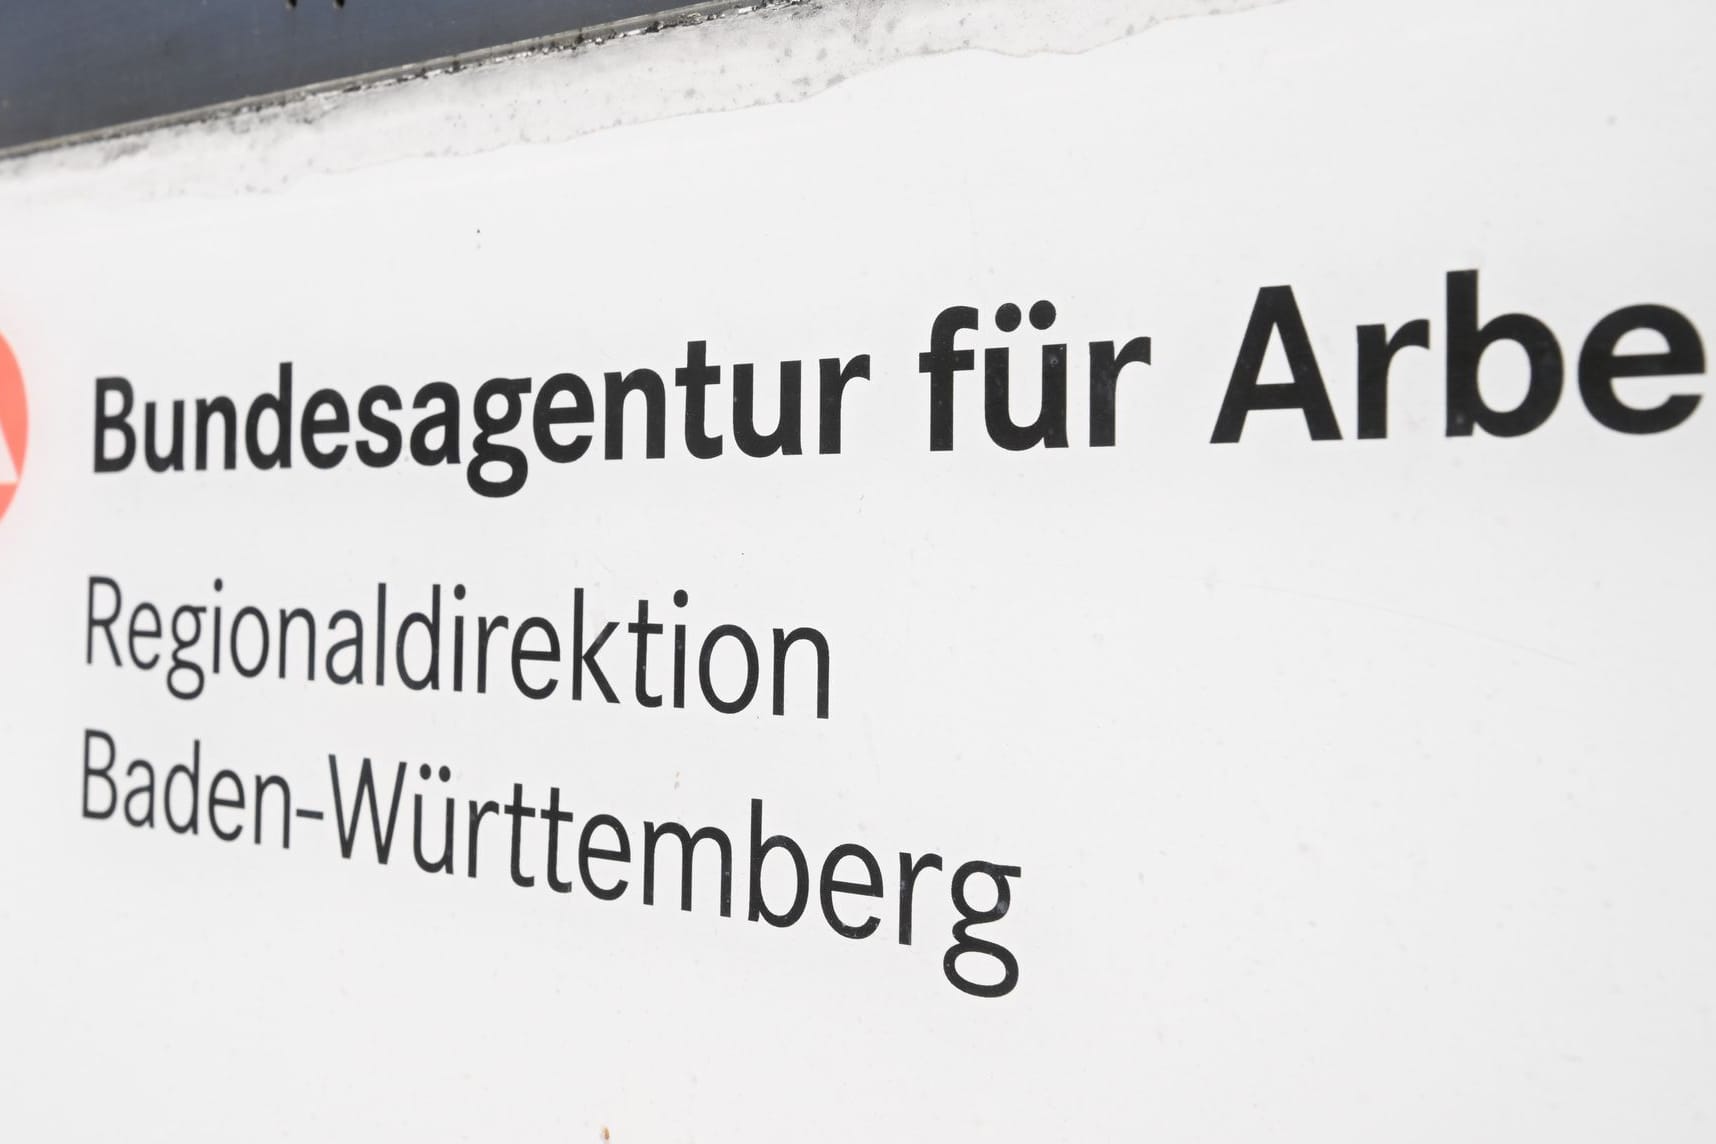 Bundesagentur für Arbe
Regionaldirektion
Baden-Württemberg